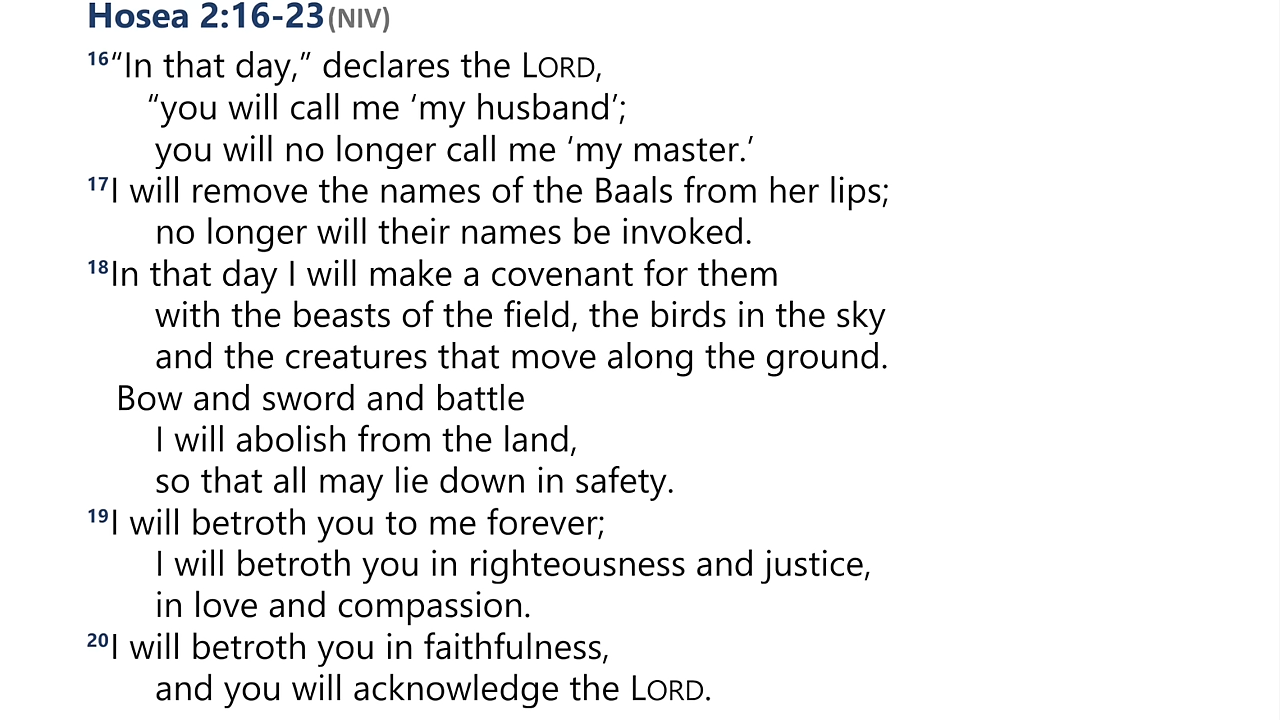 Hosea 2:16-23 (NIV)
16“In that day,” declares the LORD,
“you will call me ‘my husband’;
you will no longer call me ‘my master.’
17I will remove the names of the Baals from her lips;
no longer will their names be invoked.
18In that day I will make a covenant for them
with the beasts of the field, the birds in the sky
and the creatures that move along the ground.
Bow and sword and battle
I will abolish from the land,
so that all may lie down in safety.
19I will betroth you to me forever;
I will betroth you in righteousness and justice,
in love and compassion.
20I will betroth you in faithfulness,
and you will acknowledge the LORD.